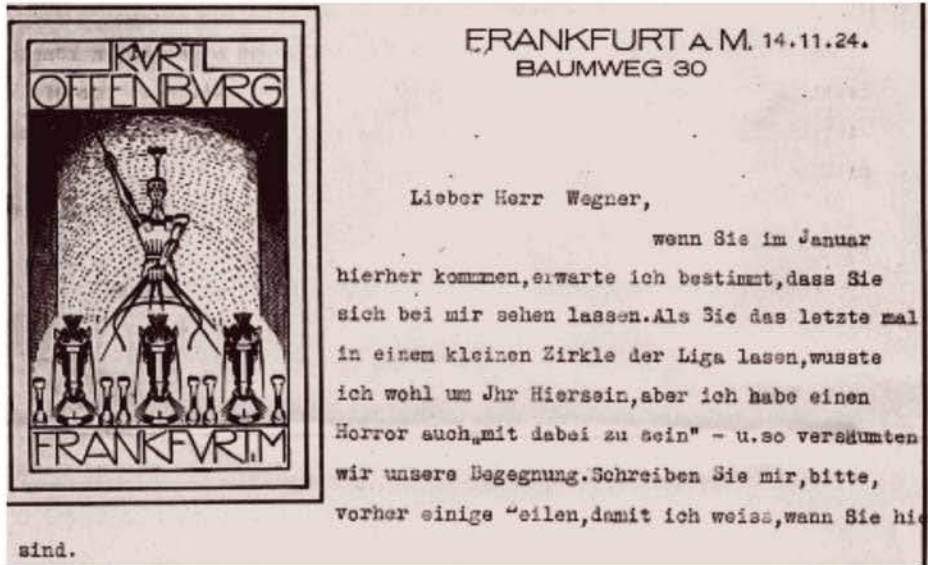 KVRT
OFFENBVRG
FRANKFVRT.M
FRANKFURT A M. 14.11.24.
BAUMWEG 30
Lieber Herr Wegner,
wenn Sie im Januar
hierher kommen,erwarte ich bestimmt,dass Sie
sich bei mir sehen lassen.Als Sie das letzte mal
in einem kleinen Zirkle der Liga lasen,wusste
ich wohl um Jhr Hiersein,aber ich habe einen
Horror auch„mit dabei zu sein" - u.so versäumten
wir unsere Begegnung.Schreiben Sie mir,bitte,
vorher einige "eilen,damit ich weiss,wann Sie hie
sind.